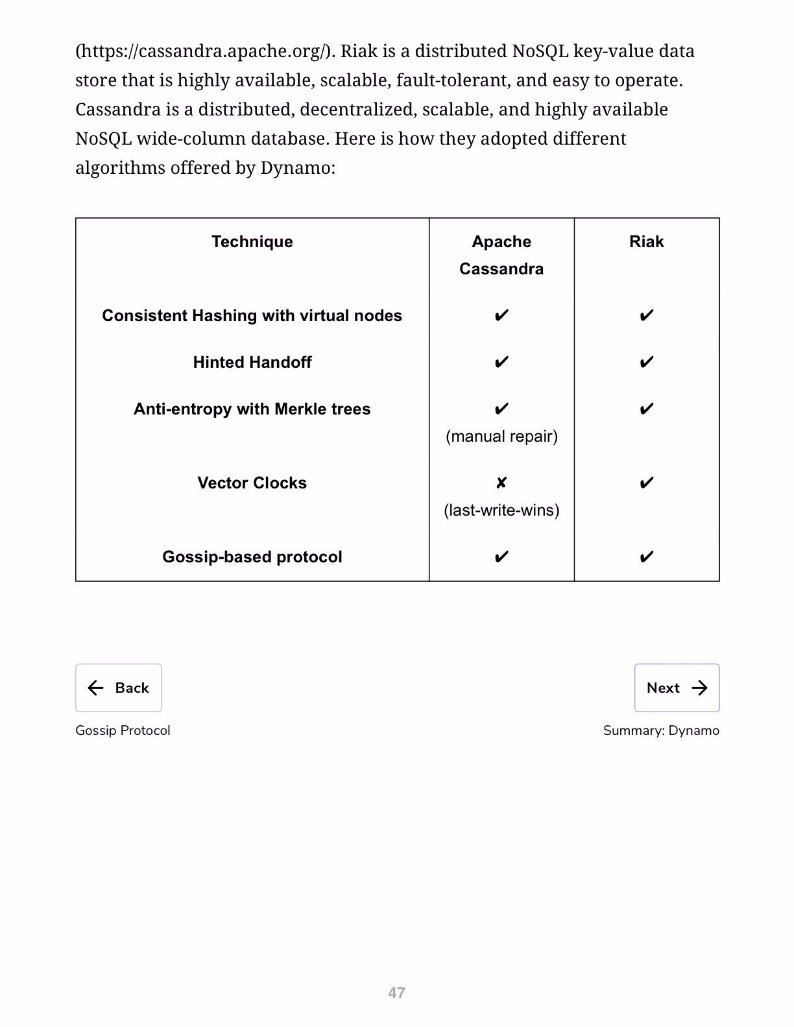 (https://cassandra.apache.org/). Riak is a distributed NoSQL key-value data
store that is highly available, scalable, fault-tolerant, and easy to operate.
Cassandra is a distributed, decentralized, scalable, and highly available
NoSQL wide-column database. Here is how they adopted different
algorithms offered by Dynamo:
Technique Apache Riak
Cassandra
Consistent Hashing with virtual nodes ✔ ✔
Hinted Handoff ✔ ✔
Anti-entropy with Merkle trees ✔ ✔
(manual repair)
Vector Clocks ✘ ✔
(last-write-wins)
Gossip-based protocol ✔ ✔
← Back Next →
Gossip Protocol Summary: Dynamo
47